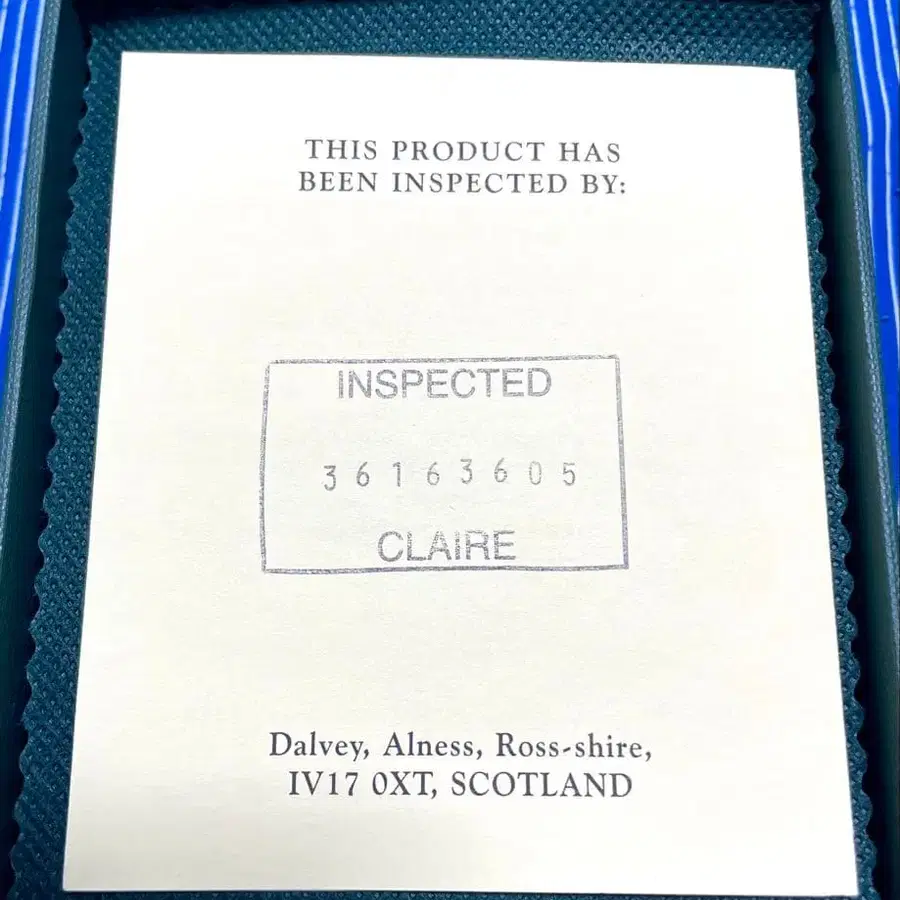 THIS PRODUCT HAS
BEEN INSPECTED BY:
INSPECTED
36163605
CLAIRE
Dalvey, Alness, Ross-shire,
IV17 0XT, SCOTLAND